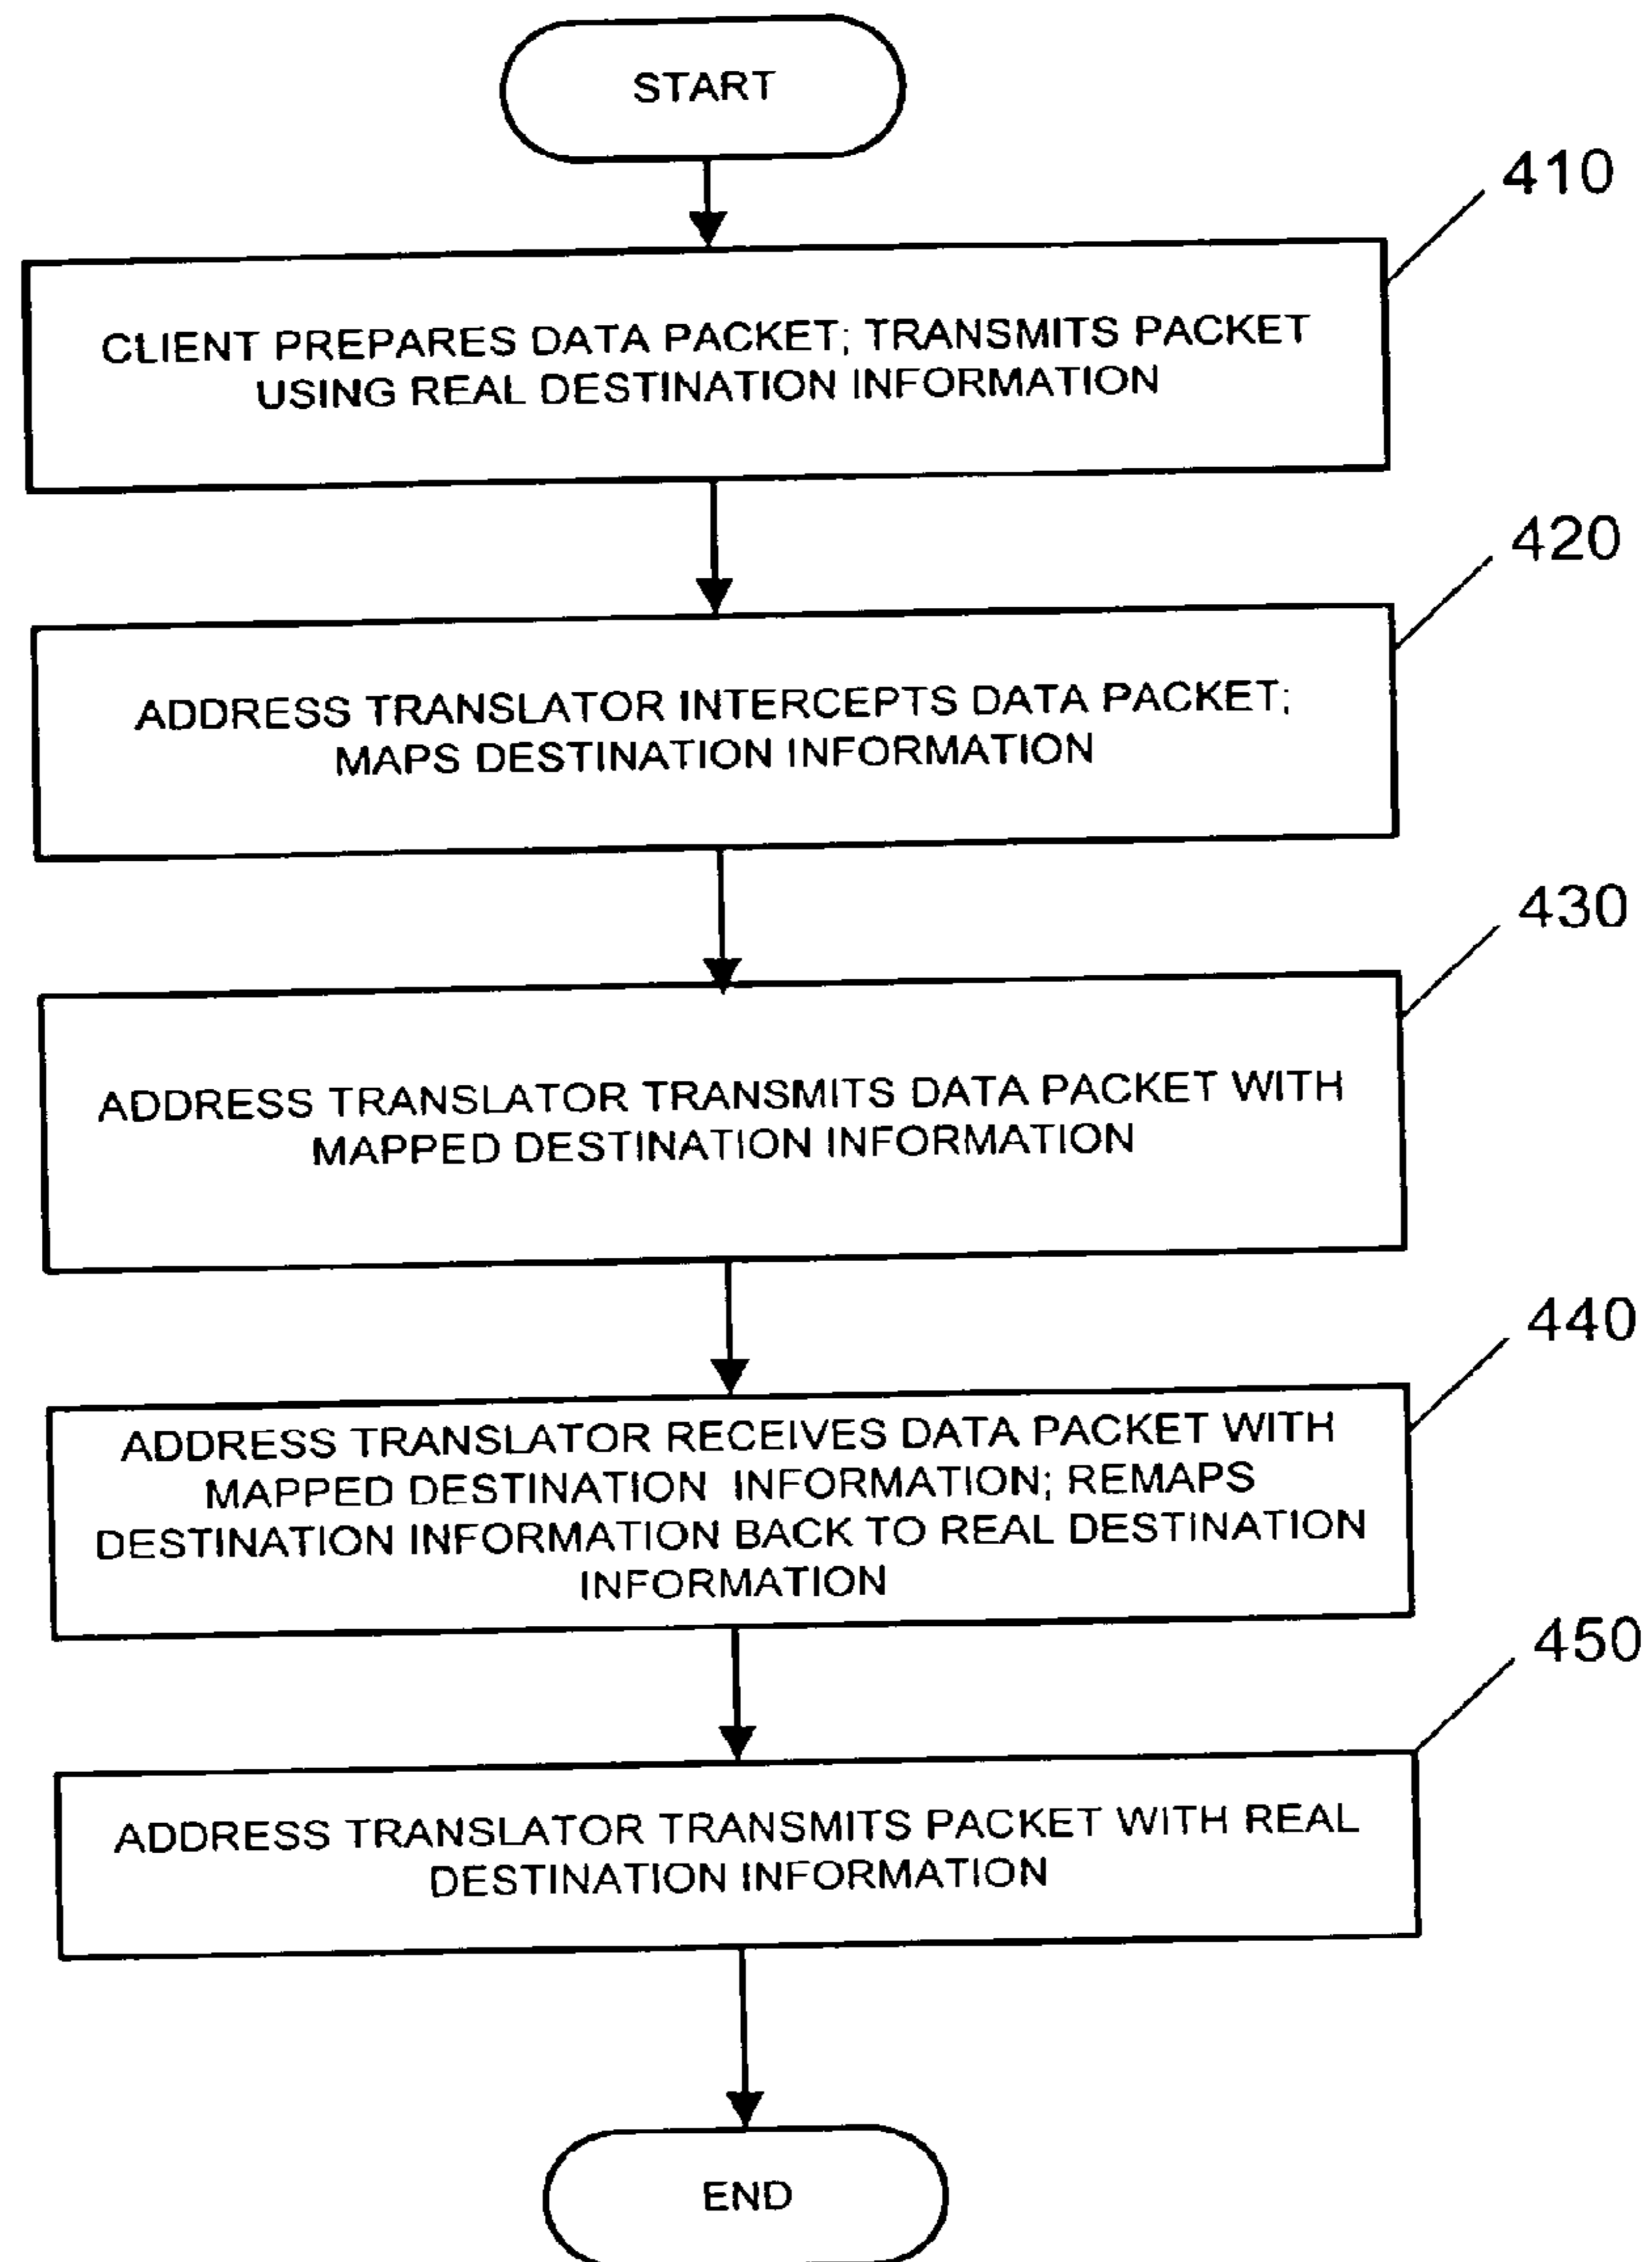 START
410
CLIENT PREPARES DATA PACKET; TRANSMITS PACKET
USING REAL DESTINATION INFORMATION
420
ADDRESS TRANSLATOR INTERCEPTS DATA PACKET;
MAPS DESTINATION INFORMATION
430
ADDRESS TRANSLATOR TRANSMITS DATA PACKET WITH
MAPPED DESTINATION INFORMATION
440
ADDRESS TRANSLATOR RECEIVES DATA PACKET WITH
MAPPED DESTINATION INFORMATION; REMAPS
DESTINATION INFORMATION BACK TO REAL DESTINATION
INFORMATION
450
ADDRESS TRANSLATOR TRANSMITS PACKET WITH REAL
DESTINATION INFORMATION
END